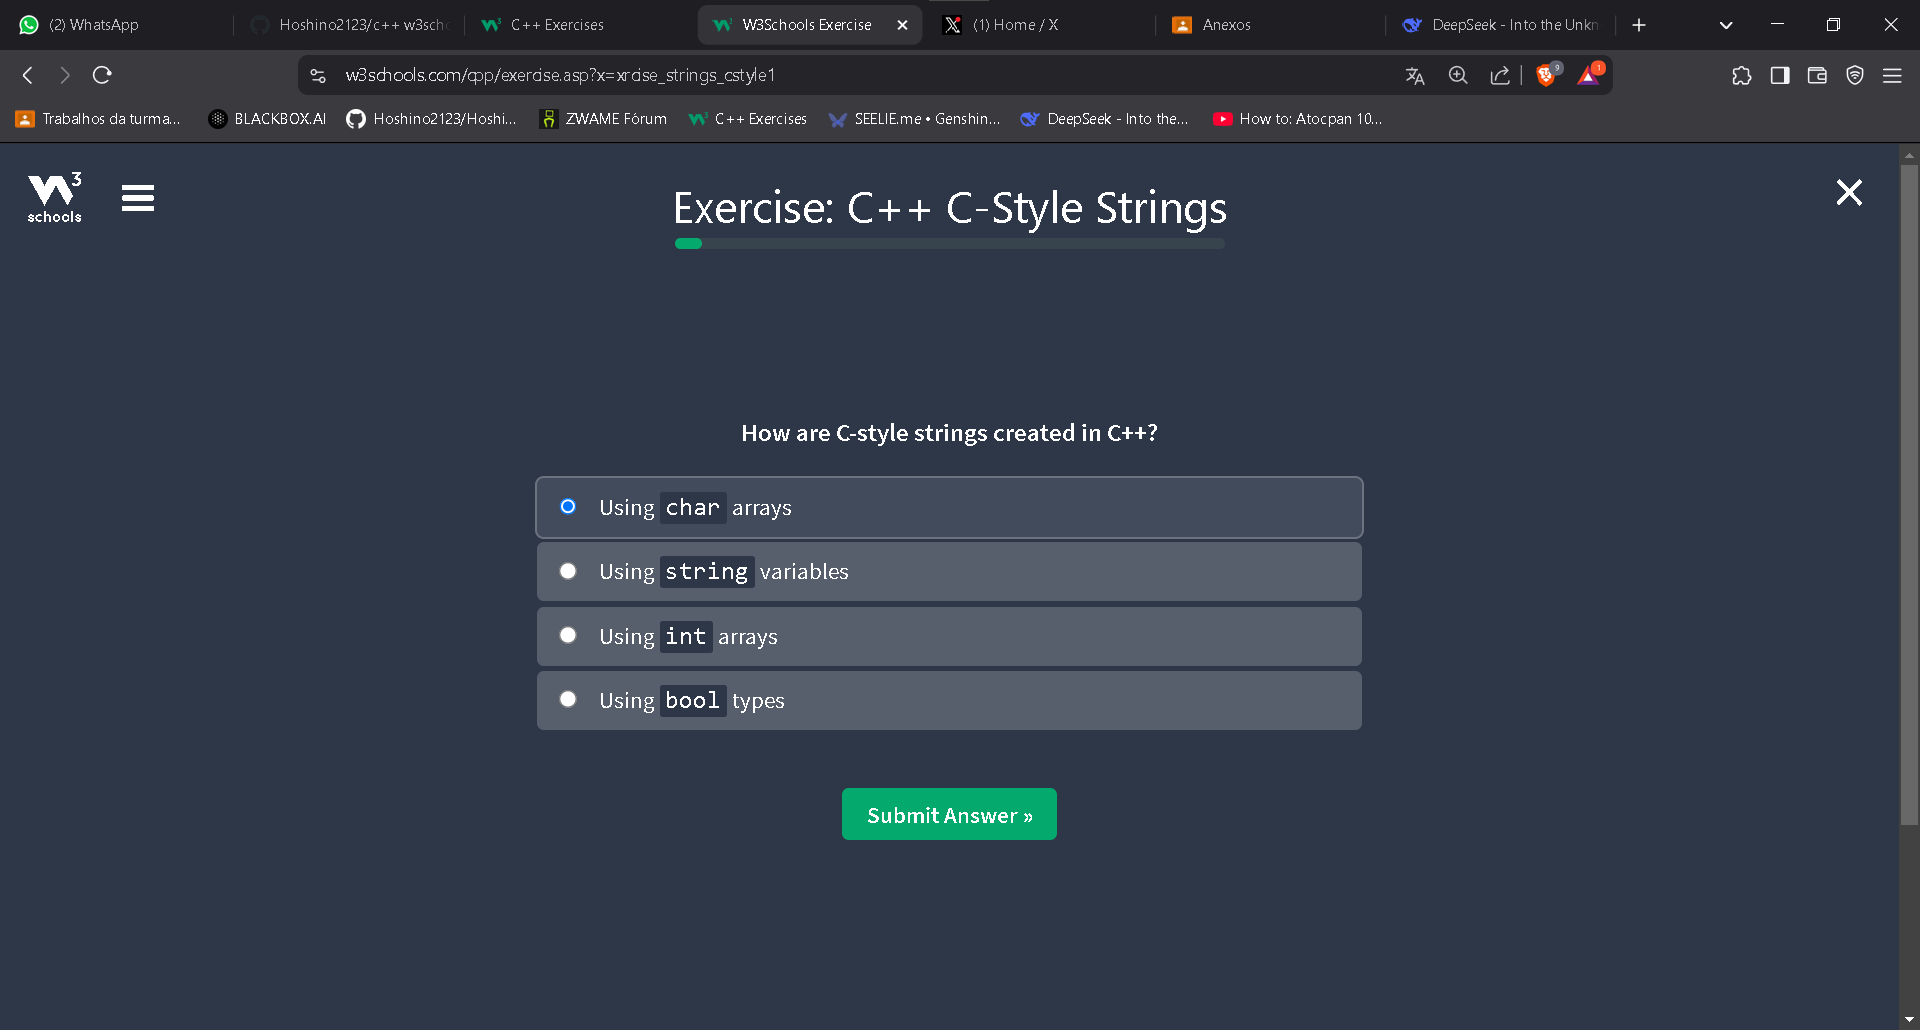 (2) WhatsApp
Hoshino2123/c++ w3sch
C++ Exercises
W3Schools Exercise
(1) Home / X
Anexos
DeepSeek - Into the Unkn
w3schools.com/cpp/exercise.asp?x=xrcise_strings_cstyle1
9
1
Trabalhos da turma...
BLACKBOX.AI
Hoshino2123/Hoshi...
ZWAME Fórum
C++ Exercises
SEELIE.me • Genshin...
DeepSeek - Into the...
How to: Atocpan 10...
W3
schools
Exercise: C++ C-Style Strings
How are C-style strings created in C++?
Using char arrays
Using string variables
Using int arrays
Using bool types
Submit Answer »